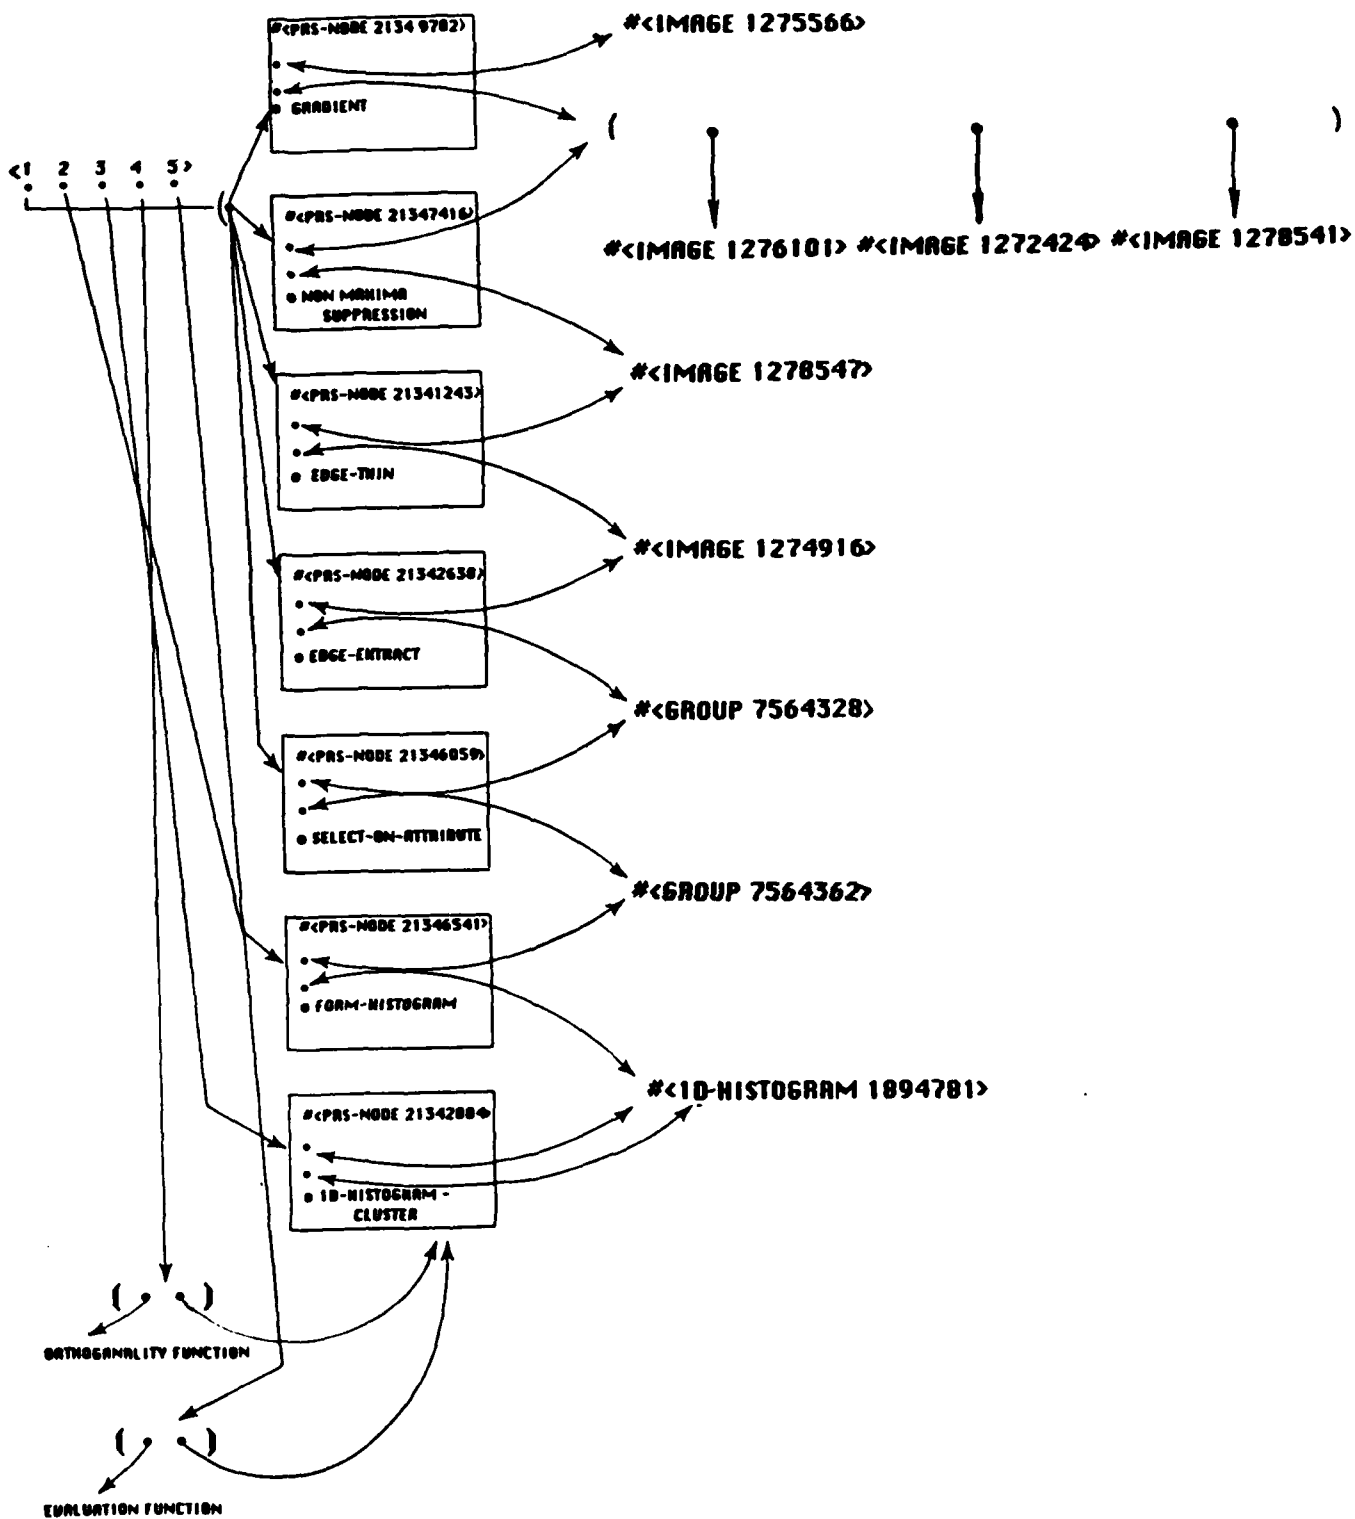 #<PRS-NODE 21349782>
#<IMAGE 1275566>
GRADIENT
( )
<1 2 3 4 5>
(
#<PRS-NODE 21347416>
#<IMAGE 1276101> #<IMAGE 1272424> #<IMAGE 1278541>
NON MAXIMA
SUPPRESSION
#<IMAGE 1278547>
#<PRS-NODE 21341243>
EDGE-THIN
#<IMAGE 1274916>
#<PRS-NODE 21342638>
EDGE-EXTRACT
#<GROUP 7564328>
#<PRS-NODE 21346059>
SELECT-ON-ATTRIBUTE
#<GROUP 7564362>
#<PRS-NODE 21346541>
FORM-HISTOGRAM
#<1D-HISTOGRAM 1894781>
#<PRS-NODE 21342884>
1D-HISTOGRAM-
CLUSTER
( )
ORTHOGANALITY FUNCTION
( )
EVALUATION FUNCTION